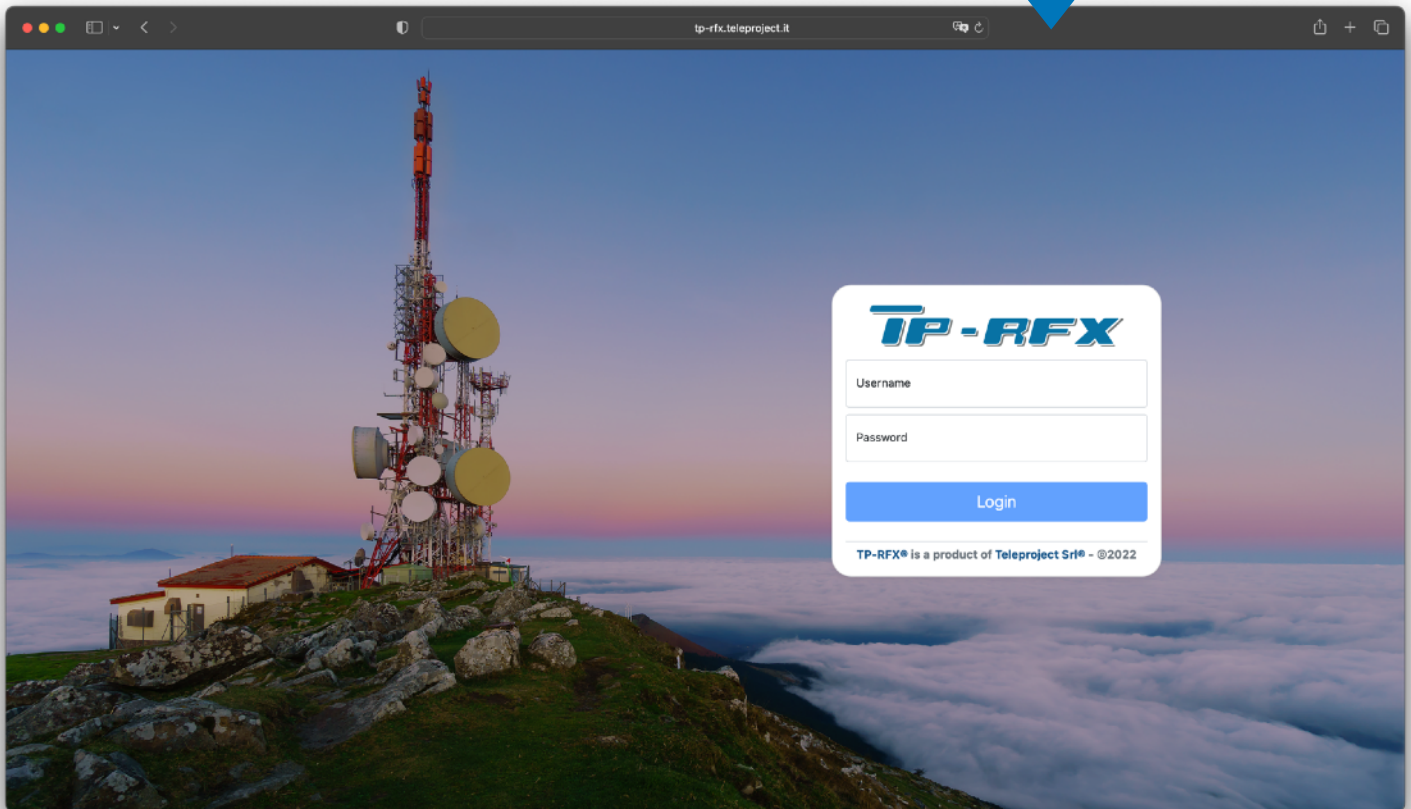 tp-rfx.teleproject.it
TP-RFX
Username
Password
Login
TP-RFX® is a product of Teleproject Srl® - ©2022